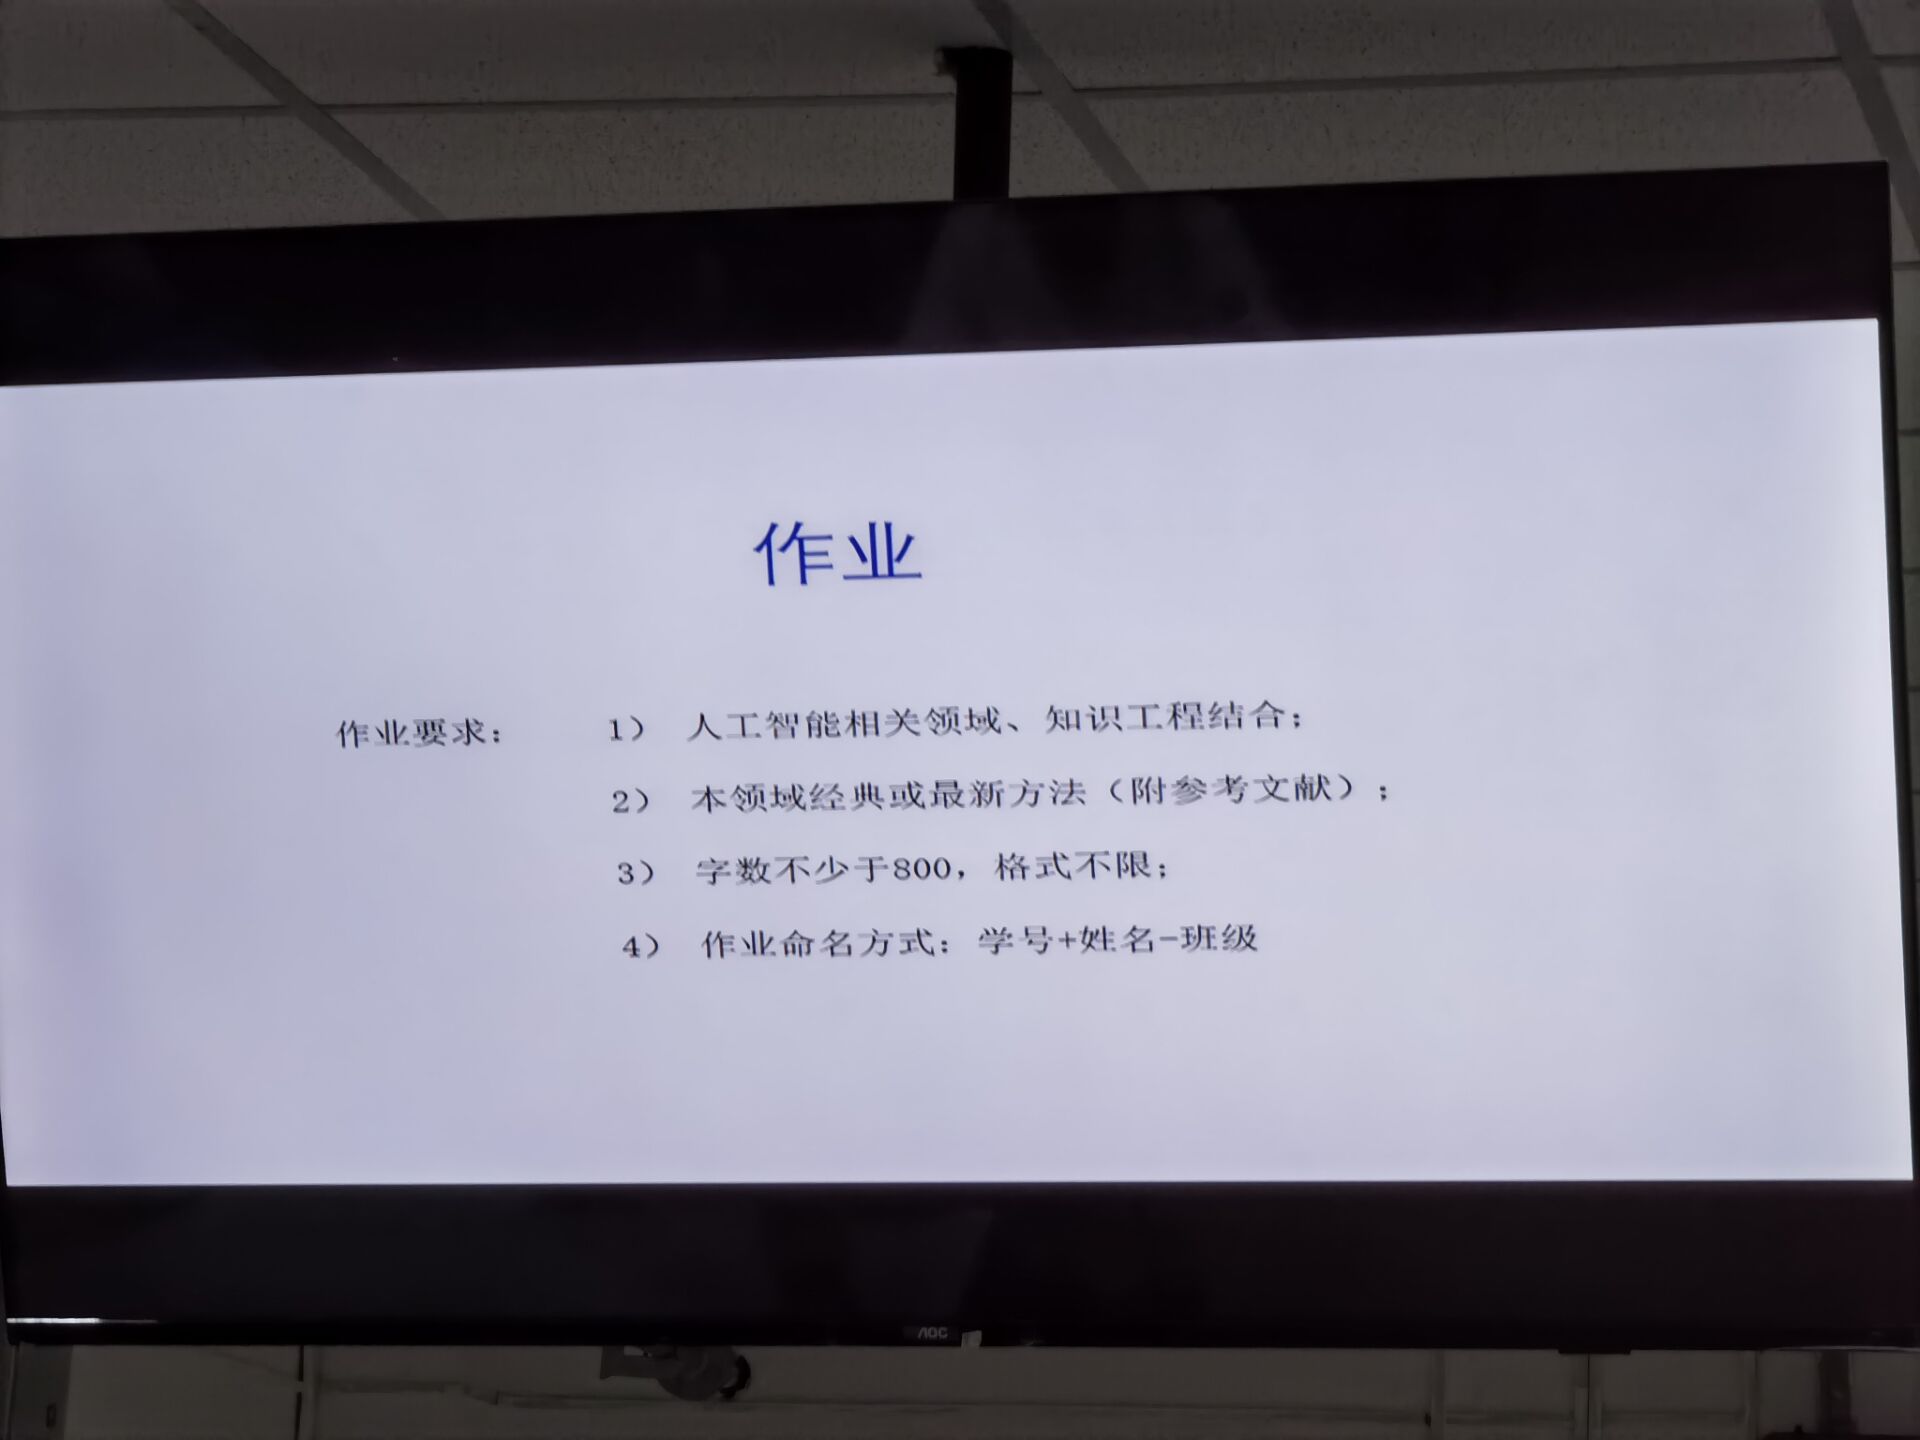 作业
作业要求： 1） 人工智能相关领域、知识工程结合；
2） 本领域经典或最新方法（附参考文献）；
3） 字数不少于800，格式不限；
4） 作业命名方式：学号+姓名-班级
AOC